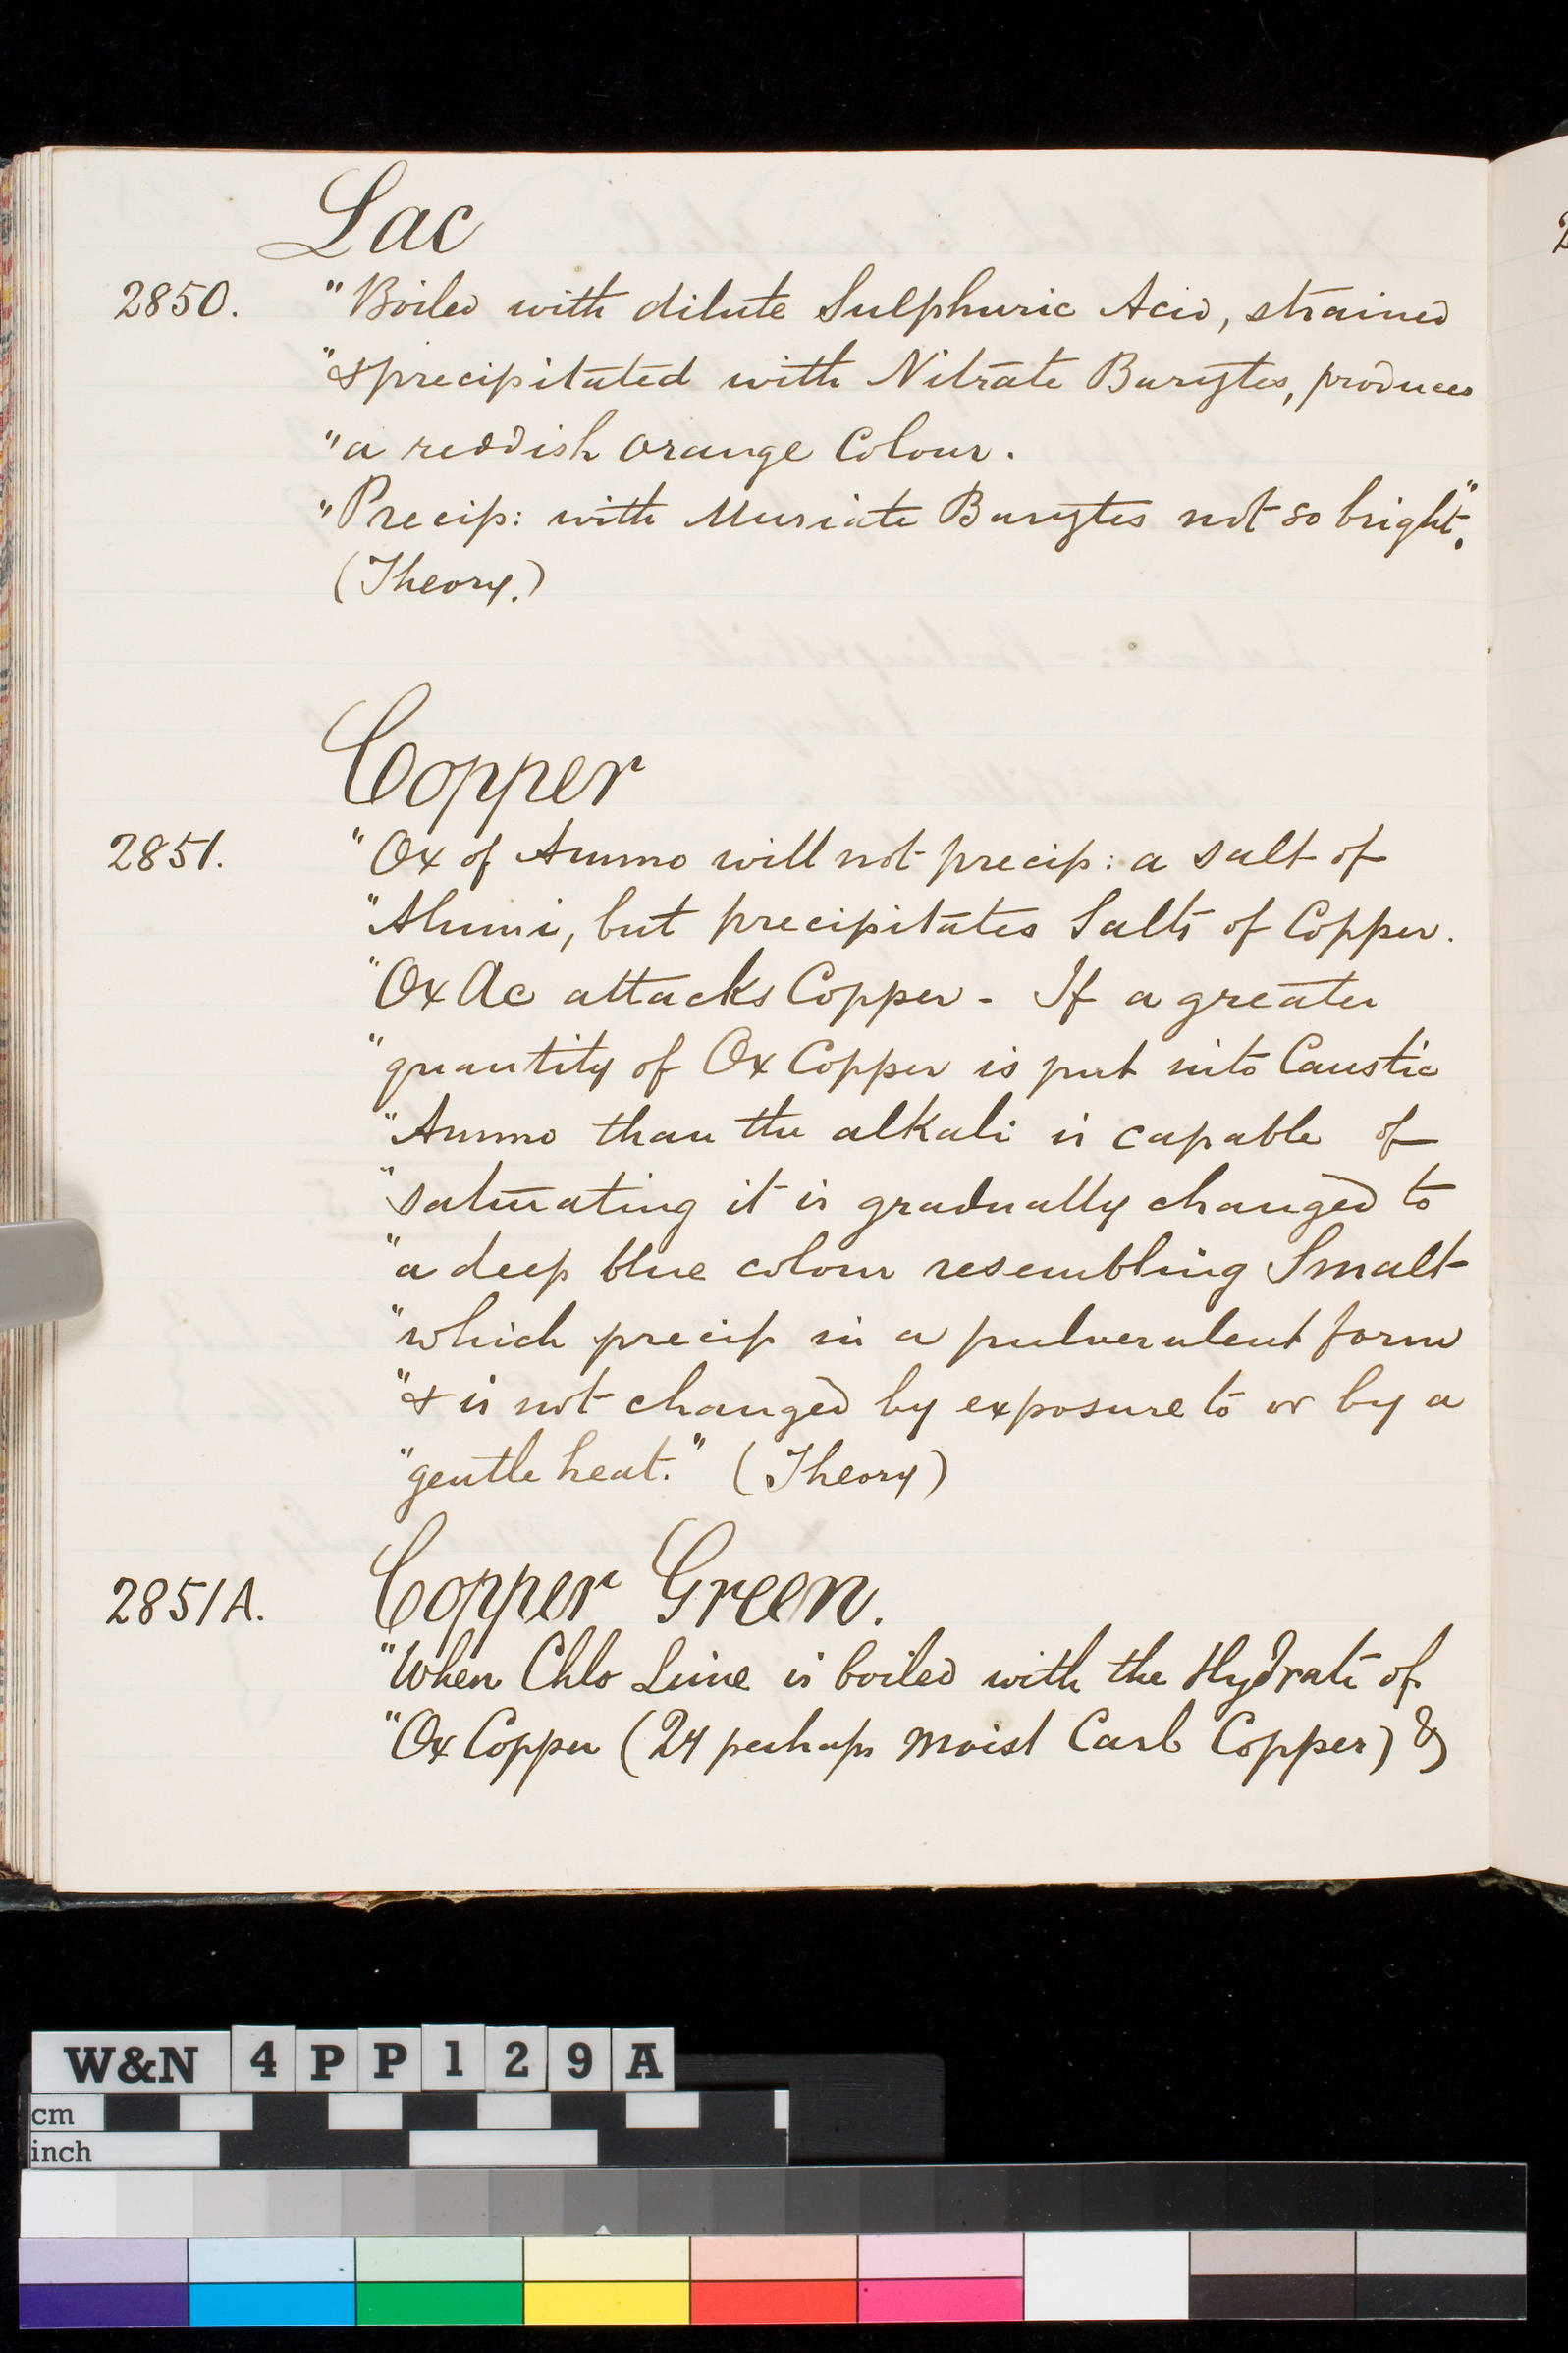 Lac
2850. "Boiled with dilute Sulphuric Acid, strained
"& precipitated with Nitrate Barytes, produces
"a reddish orange Colour.
"Precip: with Muriate Barytes not so bright".
(Theory.)
Copper
2851. "Ox of Ammo will not precip: a salt of
"Alumi, but precipitates Salts of Copper.
"Ox Ac attacks Copper - If a greater
"quantity of Ox Copper is put into Caustic
"Ammo than the alkali is capable of
"saturating it is gradually changed to
"a deep blue colour resembling Smalt
"which precip in a pulverulent form
"& is not changed by exposure to or by a
"gentle heat." (Theory)
2851A. Copper Green.
"When Chlo Lime is boiled with the Hydrate of
"Ox Copper (24 perhaps moist Carb Copper) &
W&N 4PP129A
cm
inch